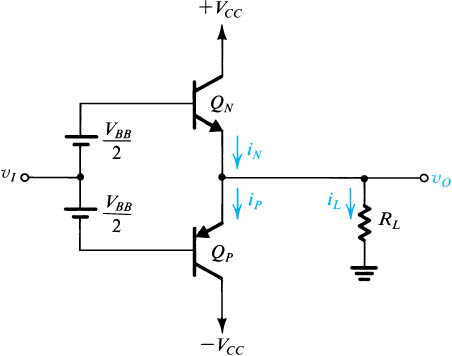 +V_CC
Q_N
V_BB
2
i_N
v_I
v_O
V_BB
2
i_P
i_L
R_L
Q_P
−V_CC